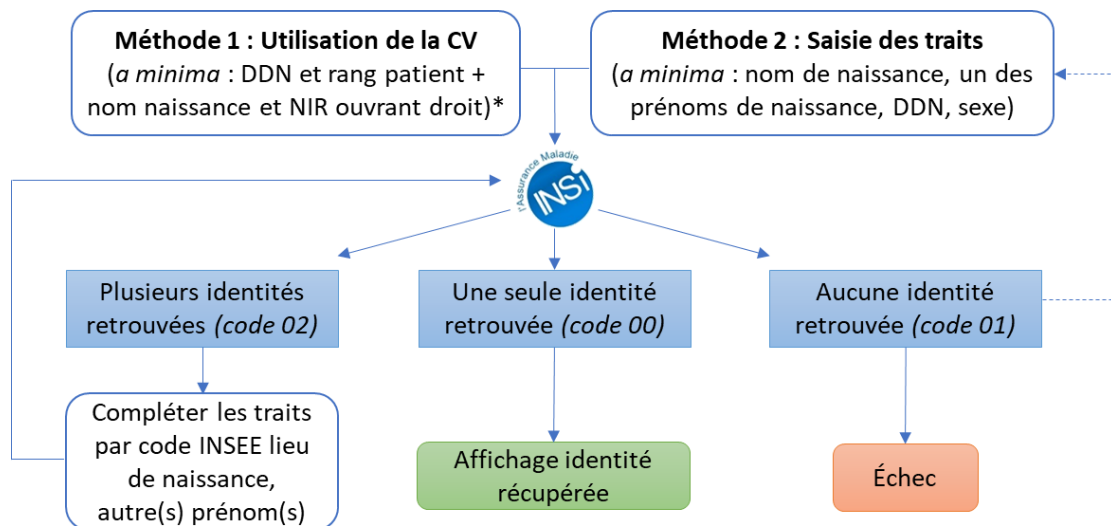 Méthode 1 : Utilisation de la CV
(a minima : DDN et rang patient +
nom naissance et NIR ouvrant droit)*
Méthode 2 : Saisie des traits
(a minima : nom de naissance, un des
prénoms de naissance, DDN, sexe)
l'Assurance Maladie
INSi
Plusieurs identités
retrouvées (code 02)
Une seule identité
retrouvée (code 00)
Aucune identité
retrouvée (code 01)
Compléter les traits
par code INSEE lieu
de naissance,
autre(s) prénom(s)
Affichage identité
récupérée
Échec